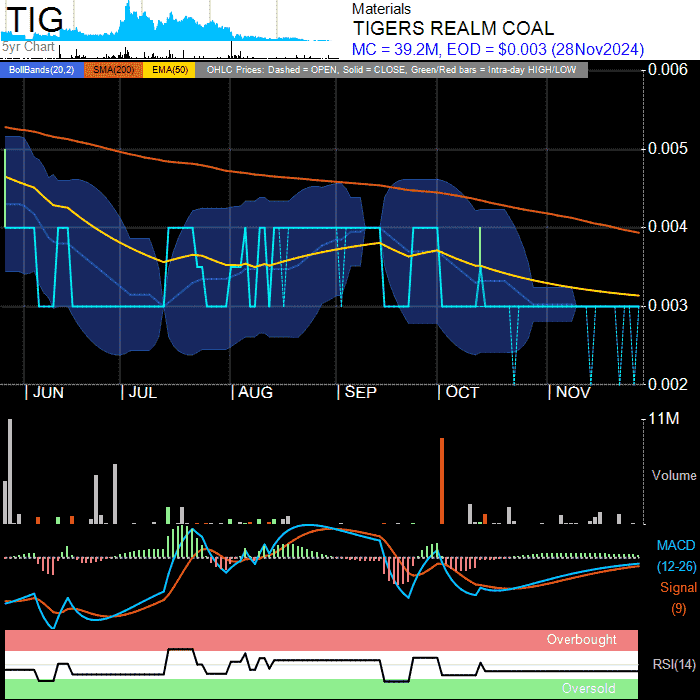 TIG
5yr Chart
Materials
TIGERS REALM COAL
MC = 39.2M, EOD = $0.003 (28Nov2024)
BollBands(20,2) SMA(200) EMA(50) OHLC Prices: Dashed = OPEN, Solid = CLOSE, Green/Red bars = Intra-day HIGH/LOW
0.006
0.005
0.004
0.003
0.002
JUN JUL AUG SEP OCT NOV
11M
Volume
MACD
(12-26)
Signal
(9)
Overbought
RSI(14)
Oversold